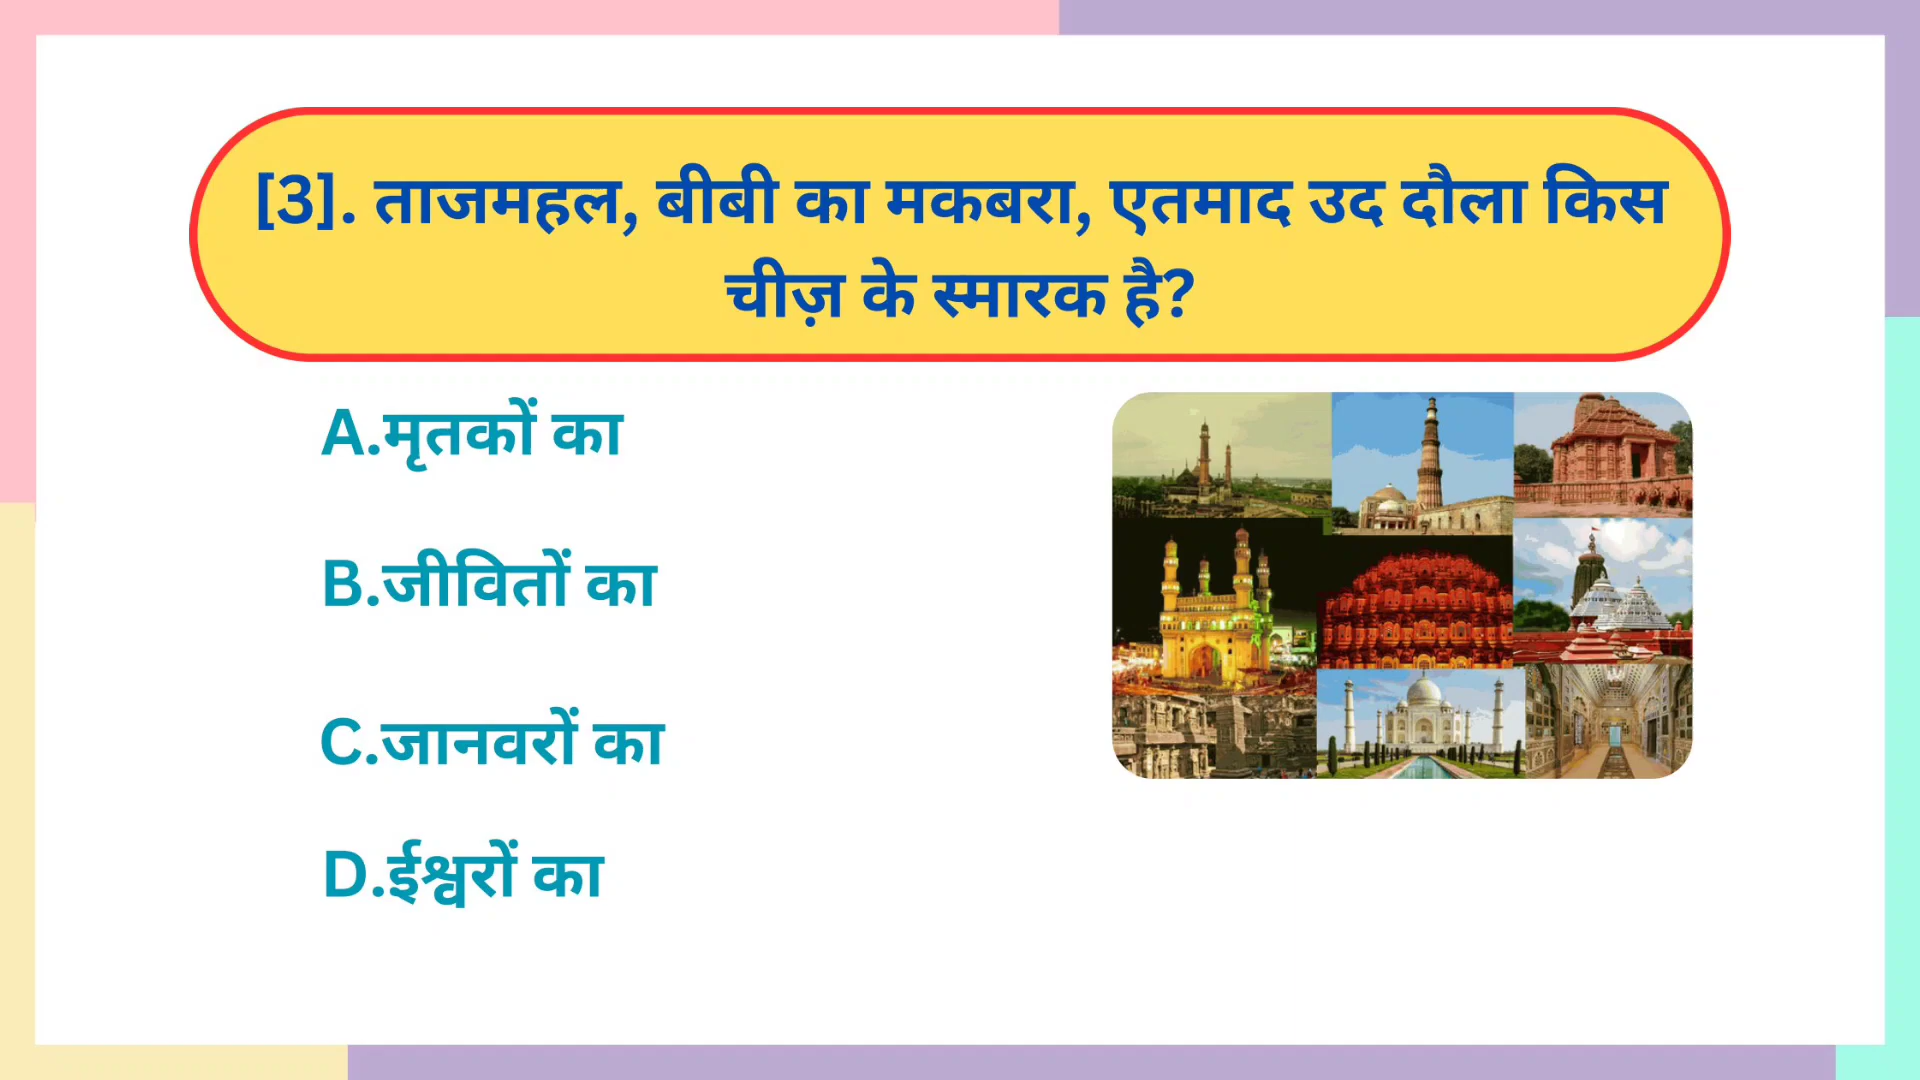 [3]. ताजमहल, बीबी का मकबरा, एतमाद उद दौला किस
चीज़ के स्मारक है?
A.मृतकों का
B.जीवितों का
C.जानवरों का
D.ईश्वरों का